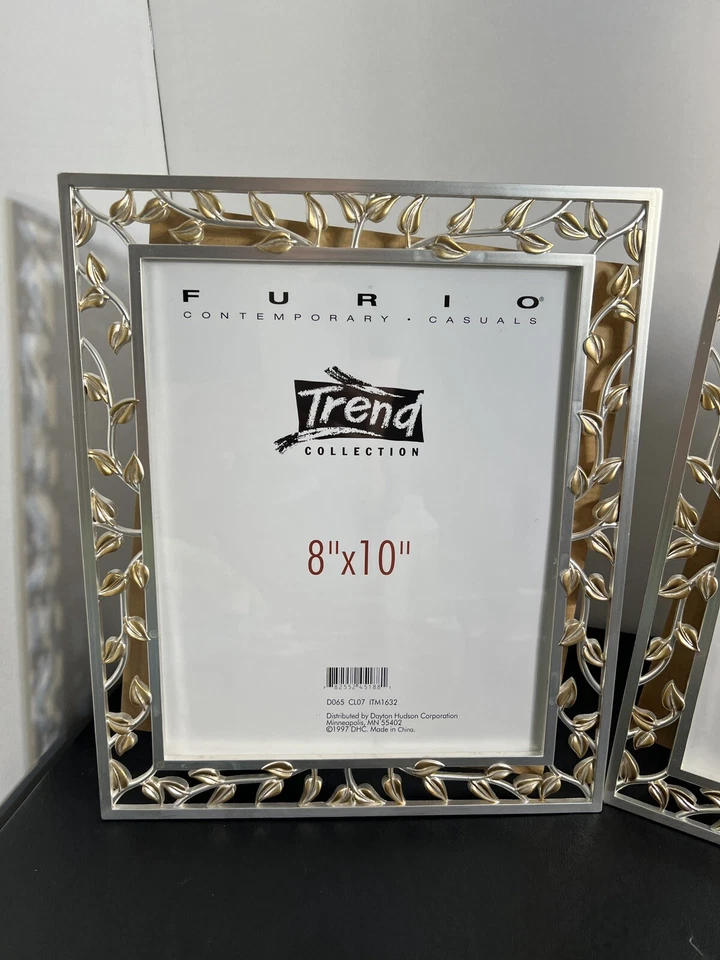 FURIO®
CONTEMPORARY · CASUALS
Trend
COLLECTION
8"x10"
D065 CL07 ITM1632
Distributed by Dayton Hudson Corporation
Minneapolis, MN 55402
©1997 DHC. Made in China.